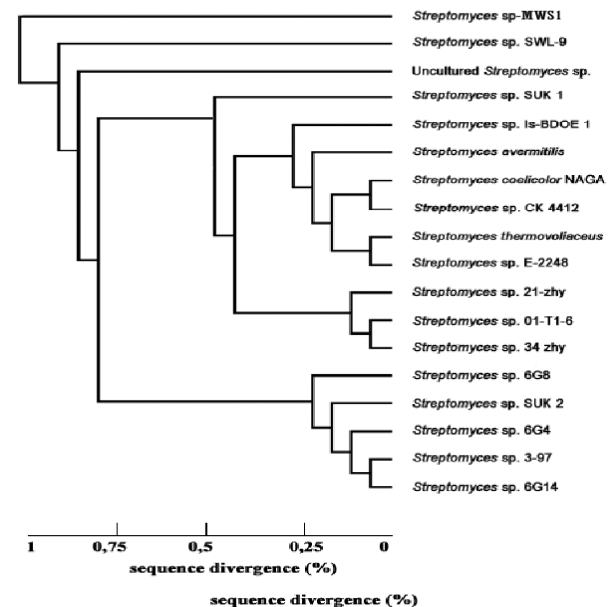 Streptomyces sp-MWS1
Streptomyces sp. SWL-9
Uncultured Streptomyces sp.
Streptomyces sp. SUK 1
Streptomyces sp. Is-BDOE 1
Streptomyces avermitilis
Streptomyces coelicolor NAGA
Streptomyces sp. CK 4412
Streptomyces thermovoliaceus
Streptomyces sp. E-2248
Streptomyces sp. 21-zhy
Streptomyces sp. 01-T1-6
Streptomyces sp. 34 zhy
Streptomyces sp. 6G8
Streptomyces sp. SUK 2
Streptomyces sp. 6G4
Streptomyces sp. 3-97
Streptomyces sp. 6G14
1 0,75 0,5 0,25 0
sequence divergence (%)
sequence divergence (%)